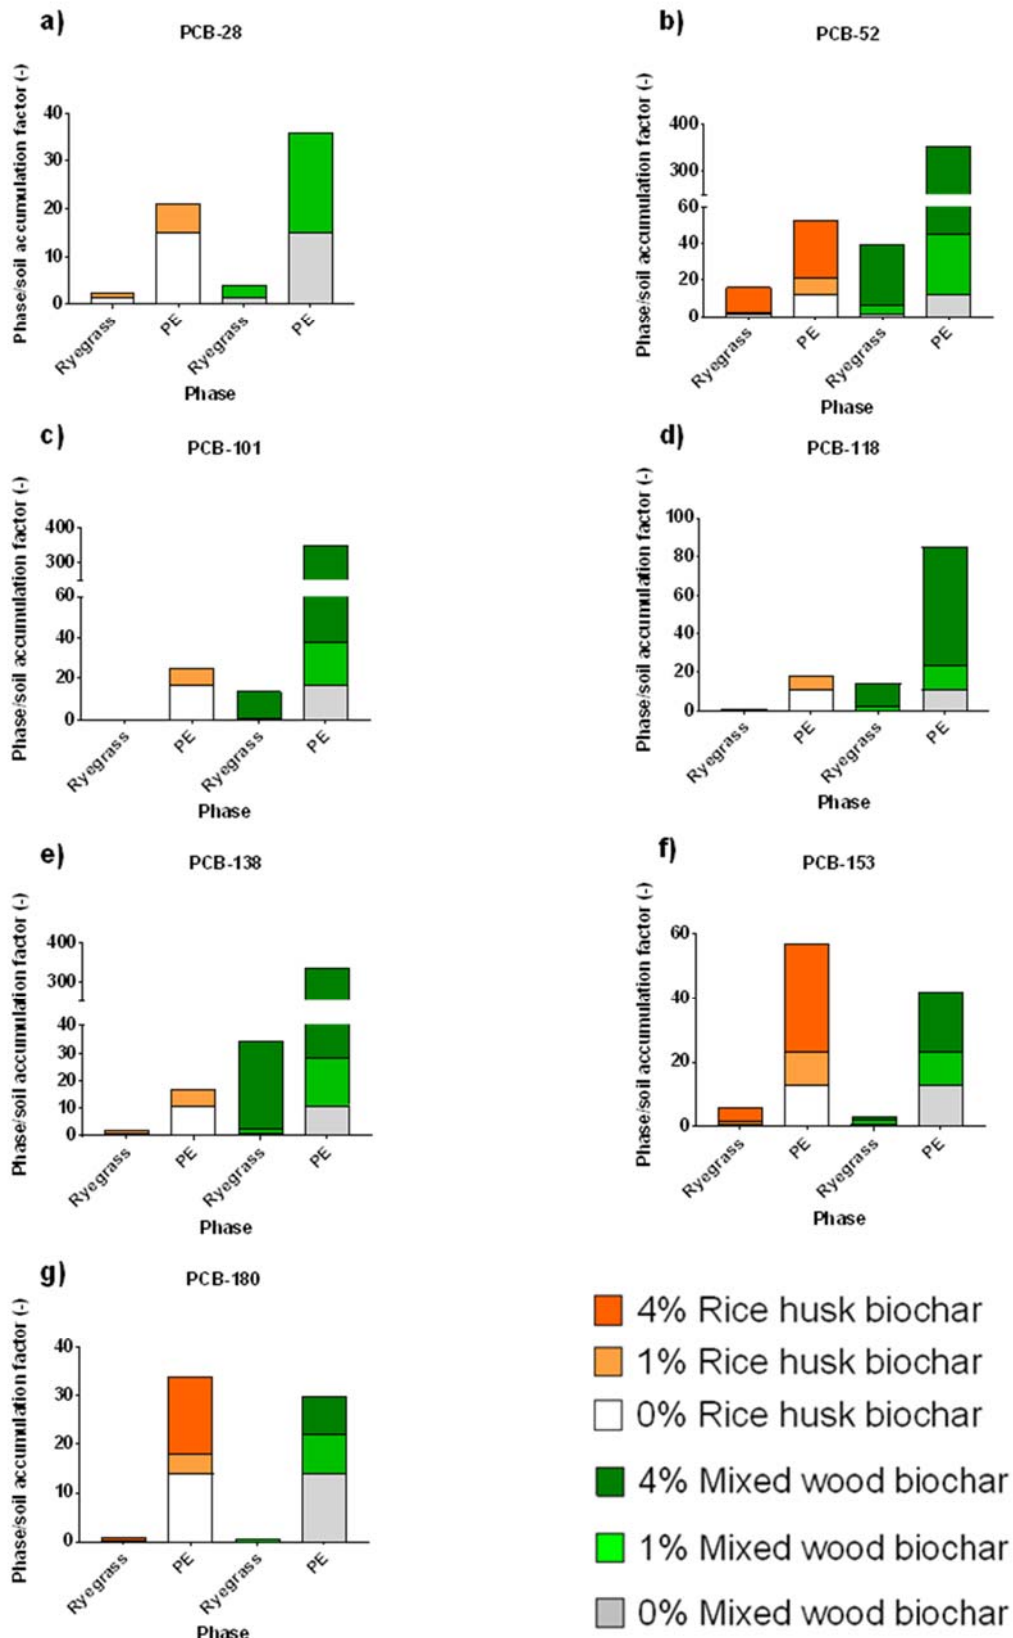 a)
PCB-28
Phase/soil accumulation factor (-)
40
30
20
10
0
Ryegrass
PE
Ryegrass
PE
Phase
b)
PCB-52
Phase/soil accumulation factor (-)
400
300
60
40
20
0
Ryegrass
PE
Ryegrass
PE
Phase
c)
PCB-101
Phase/soil accumulation factor (-)
400
300
60
40
20
0
Ryegrass
PE
Ryegrass
PE
Phase
d)
PCB-118
Phase/soil accumulation factor (-)
100
80
60
40
20
0
Ryegrass
PE
Ryegrass
PE
Phase
e)
PCB-138
Phase/soil accumulation factor (-)
400
300
40
30
20
10
0
Ryegrass
PE
Ryegrass
PE
Phase
f)
PCB-153
Phase/soil accumulation factor (-)
60
40
20
0
Ryegrass
PE
Ryegrass
PE
Phase
g)
PCB-180
Phase/soil accumulation factor (-)
40
30
20
10
0
Ryegrass
PE
Ryegrass
PE
Phase
4% Rice husk biochar
1% Rice husk biochar
0% Rice husk biochar
4% Mixed wood biochar
1% Mixed wood biochar
0% Mixed wood biochar